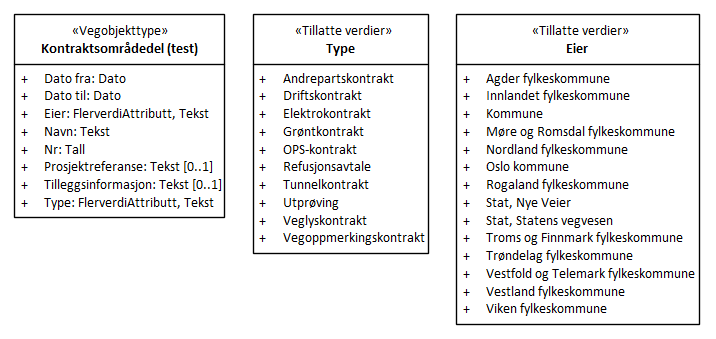 «Vegobjekttype»
Kontraktsområdedel (test)
+ Dato fra: Dato
+ Dato til: Dato
+ Eier: FlerverdiAttributt, Tekst
+ Navn: Tekst
+ Nr: Tall
+ Prosjektreferanse: Tekst [0..1]
+ Tilleggsinformasjon: Tekst [0..1]
+ Type: FlerverdiAttributt, Tekst
«Tillatte verdier»
Type
+ Andrepartskontrakt
+ Driftskontrakt
+ Elektrokontrakt
+ Grøntkontrakt
+ OPS-kontrakt
+ Refusjonsavtale
+ Tunnelkontrakt
+ Utprøving
+ Veglyskontrakt
+ Vegoppmerkingskontrakt
«Tillatte verdier»
Eier
+ Agder fylkeskommune
+ Innlandet fylkeskommune
+ Kommune
+ Møre og Romsdal fylkeskommune
+ Nordland fylkeskommune
+ Oslo kommune
+ Rogaland fylkeskommune
+ Stat, Nye Veier
+ Stat, Statens vegvesen
+ Troms og Finnmark fylkeskommune
+ Trøndelag fylkeskommune
+ Vestfold og Telemark fylkeskommune
+ Vestland fylkeskommune
+ Viken fylkeskommune